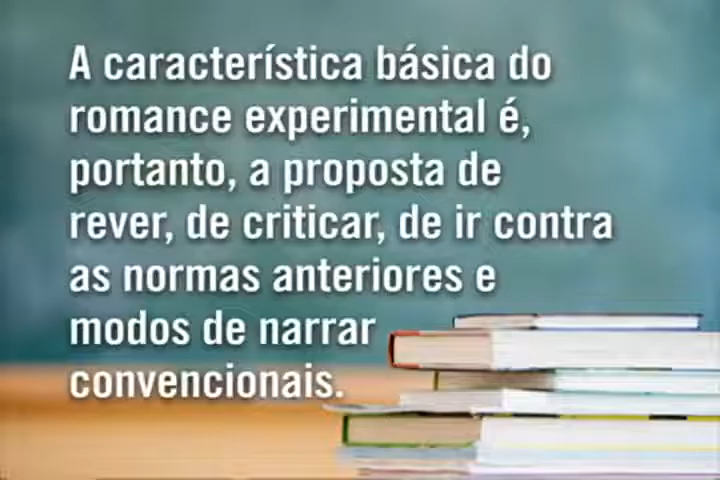 A característica básica do
romance experimental é,
portanto, a proposta de
rever, de criticar, de ir contra
as normas anteriores e
modos de narrar
convencionais.